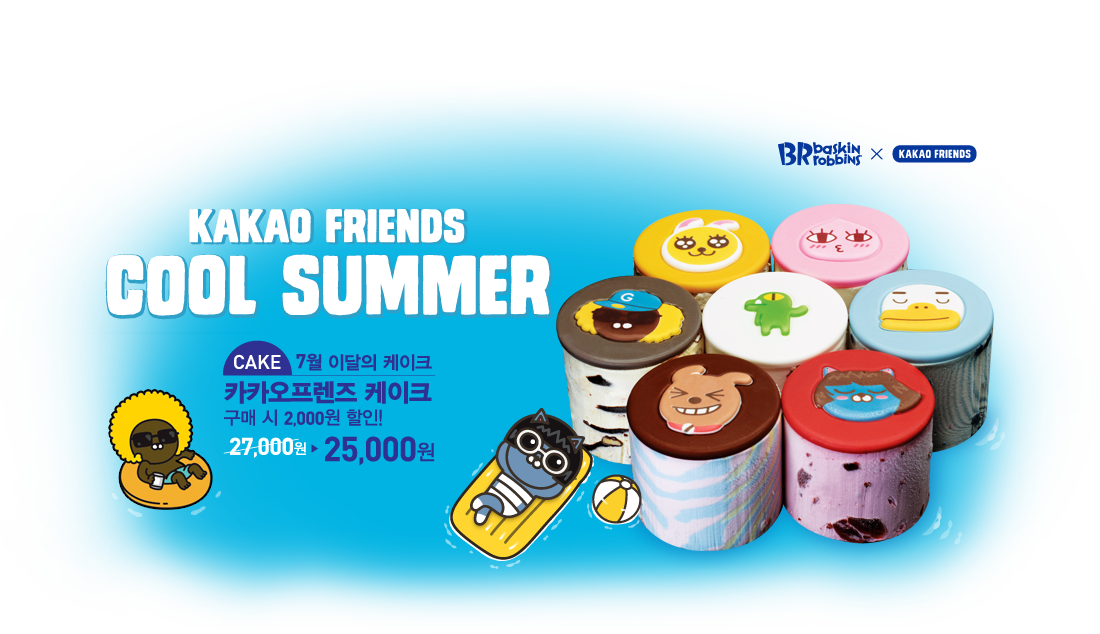 BR baskin robbins × KAKAO FRIENDS
KAKAO FRIENDS
COOL SUMMER
CAKE 7월 이달의 케이크
카카오프렌즈 케이크
구매 시 2,000원 할인!
27,000원 ▶ 25,000원
G